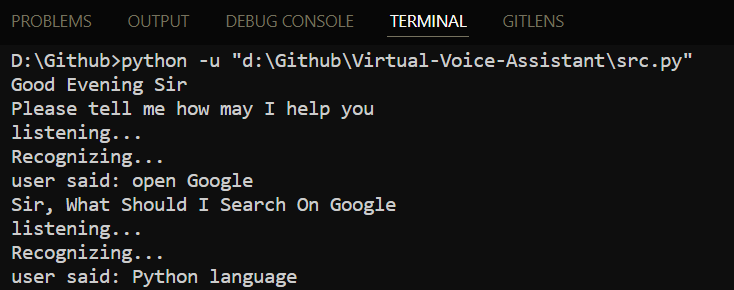 PROBLEMS OUTPUT DEBUG CONSOLE TERMINAL GITLENS
D:\Github>python -u "d:\Github\Virtual-Voice-Assistant\src.py"
Good Evening Sir
Please tell me how may I help you
listening...
Recognizing...
user said: open Google
Sir, What Should I Search On Google
listening...
Recognizing...
user said: Python language